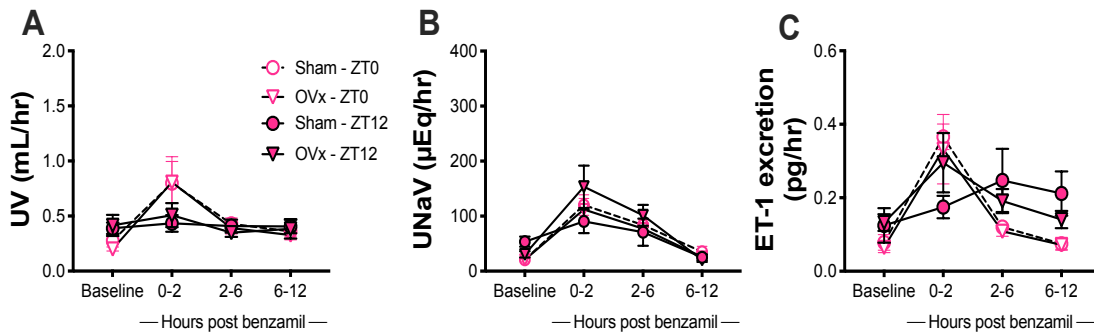 A
UV (mL/hr)
2.0
1.5
1.0
0.5
0.0
Sham - ZT0
OVx - ZT0
Sham - ZT12
OVx - ZT12
Baseline 0-2 2-6 6-12
Hours post benzamil
B
UNaV (µEq/hr)
400
300
200
100
0
Baseline 0-2 2-6 6-12
Hours post benzamil
C
ET-1 excretion
(pg/hr)
0.6
0.4
0.2
0.0
Baseline 0-2 2-6 6-12
Hours post benzamil